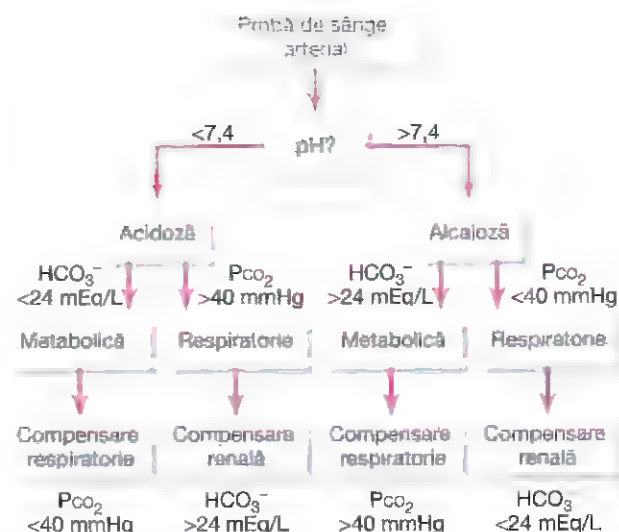 Probă de sânge
arterial
<7,4
pH?
>7,4
Acidoză
Alcaloză
HCO₃⁻
<24 mEq/L
Pco₂
>40 mmHg
HCO₃⁻
>24 mEq/L
Pco₂
<40 mmHg
Metabolică
Respiratorie
Metabolică
Respiratorie
Compensare
respiratorie
Compensare
renală
Compensare
respiratorie
Compensare
renală
Pco₂
<40 mmHg
HCO₃⁻
>24 mEq/L
Pco₂
>40 mmHg
HCO₃
<24 mEq/L